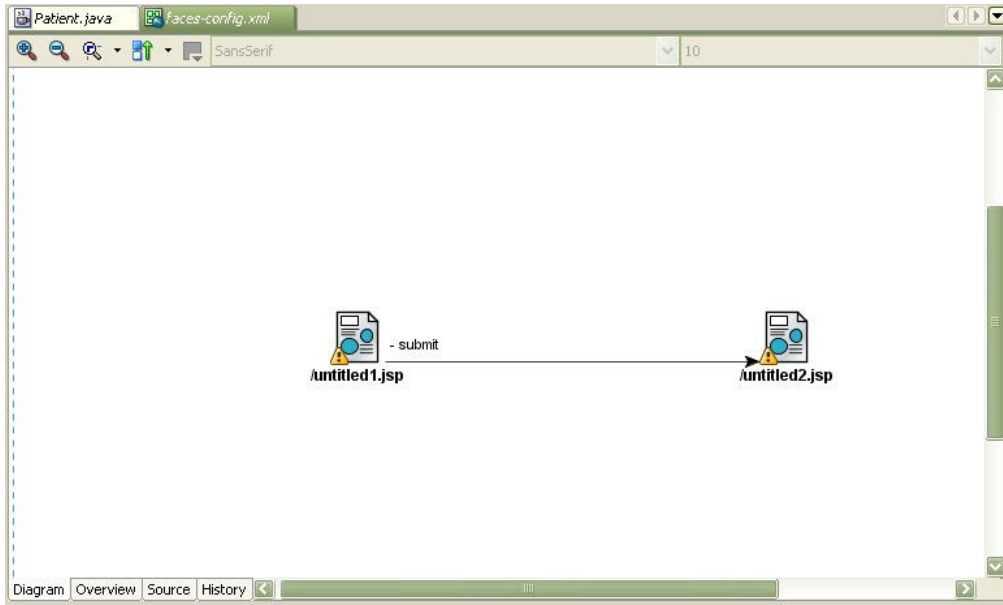 Patient.java
faces-config.xml
SansSerif
10
- submit
/untitled1.jsp
/untitled2.jsp
Diagram
Overview
Source
History